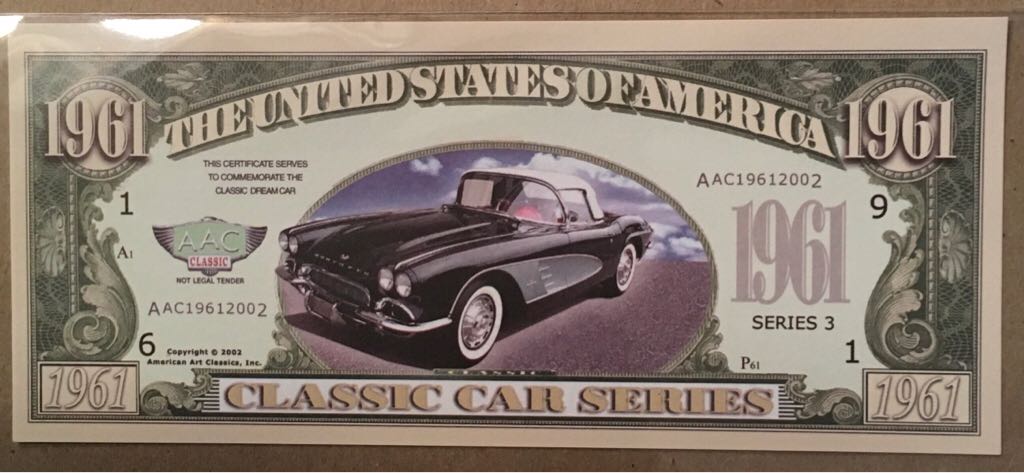 THE UNITED STATES OF AMERICA
1961
1961
THIS CERTIFICATE SERVES
TO COMMEMORATE THE
CLASSIC DREAM CAR
AAC19612002
1
9
AAC
CLASSIC
NOT LEGAL TENDER
A1
1961
AAC19612002
SERIES 3
6
1
Copyright © 2002
American Art Classics, Inc.
P61
1961
CLASSIC CAR SERIES
1961